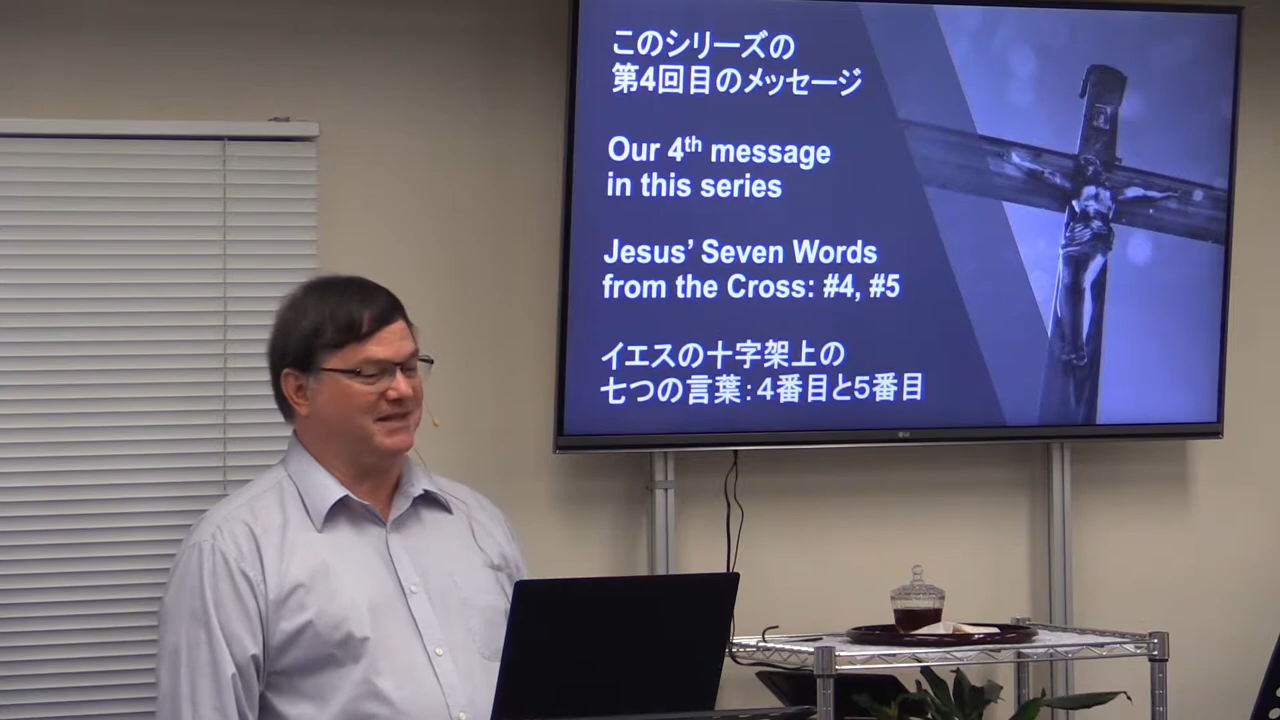 このシリーズの
第4回目のメッセージ
Our 4th message
in this series
Jesus’ Seven Words
from the Cross: #4, #5
イエスの十字架上の
七つの言葉：４番目と５番目
LG